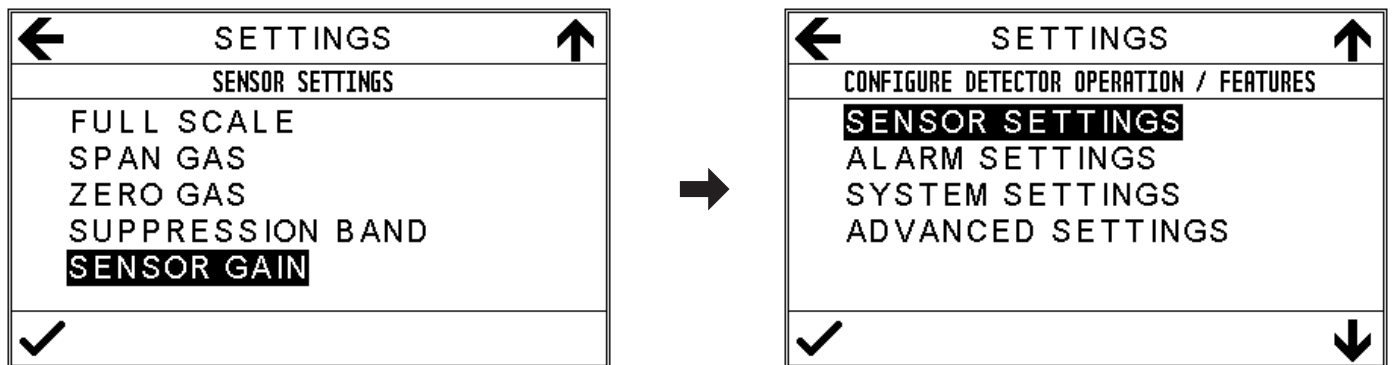 SETTINGS
SENSOR SETTINGS
FULL SCALE
SPAN GAS
ZERO GAS
SUPPRESSION BAND
SENSOR GAIN
SETTINGS
CONFIGURE DETECTOR OPERATION / FEATURES
SENSOR SETTINGS
ALARM SETTINGS
SYSTEM SETTINGS
ADVANCED SETTINGS